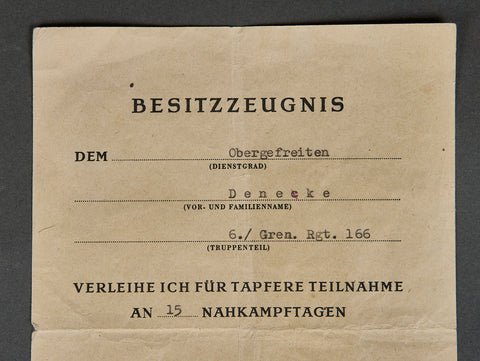 BESITZZEUGNIS
DEM Obergefreiten
(DIENSTGRAD)
Denecke
(VOR- UND FAMILIENNAME)
6./ Gren. Rgt. 166
(TRUPPENTEIL)
VERLEIHE ICH FÜR TAPFERE TEILNAHME
AN 15 NAHKAMPFTAGEN